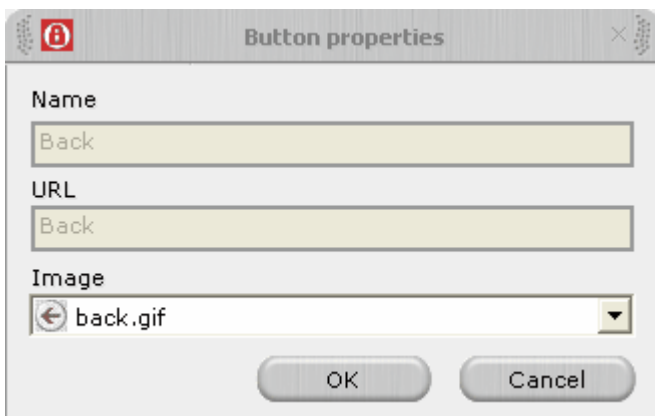 Button properties
Name
Back
URL
Back
Image
back.gif
OK Cancel